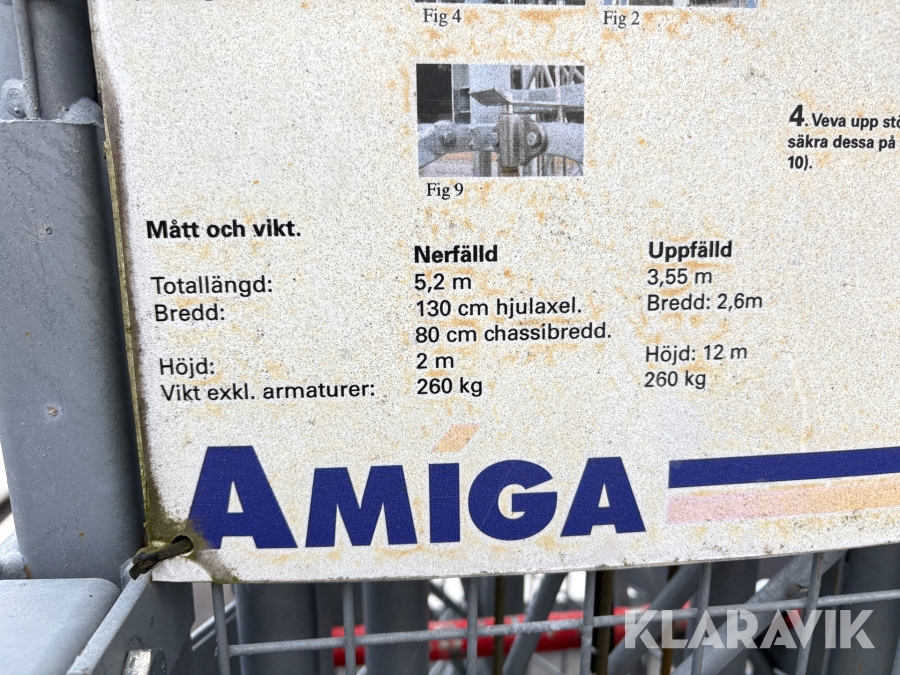 Fig 4
Fig 2
Fig 9
4. Veva upp stö
säkra dessa på
10).
Mått och vikt.
Nerfälld Uppfälld
Totallängd: 5,2 m 3,55 m
Bredd: 130 cm hjulaxel. Bredd: 2,6m
80 cm chassibredd.
Höjd: 2 m Höjd: 12 m
Vikt exkl. armaturer: 260 kg 260 kg
AMIGA
KLARAVIK